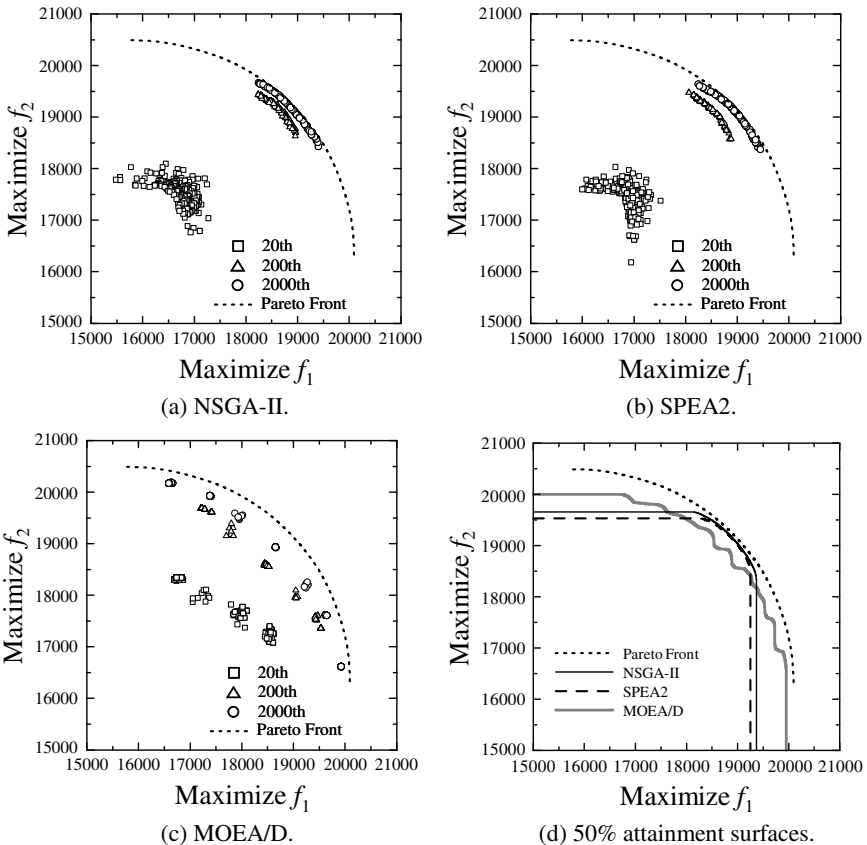 21000
20000
19000
18000
17000
16000
15000
Maximize f2
20th
200th
2000th
Pareto Front
15000 16000 17000 18000 19000 20000 21000
Maximize f1
(a) NSGA-II.
21000
20000
19000
18000
17000
16000
15000
Maximize f2
20th
200th
2000th
Pareto Front
15000 16000 17000 18000 19000 20000 21000
Maximize f1
(b) SPEA2.
21000
20000
19000
18000
17000
16000
15000
Maximize f2
20th
200th
2000th
Pareto Front
15000 16000 17000 18000 19000 20000 21000
Maximize f1
(c) MOEA/D.
21000
20000
19000
18000
17000
16000
15000
Maximize f2
Pareto Front
NSGA-II
SPEA2
MOEA/D
15000 16000 17000 18000 19000 20000 21000
Maximize f1
(d) 50% attainment surfaces.